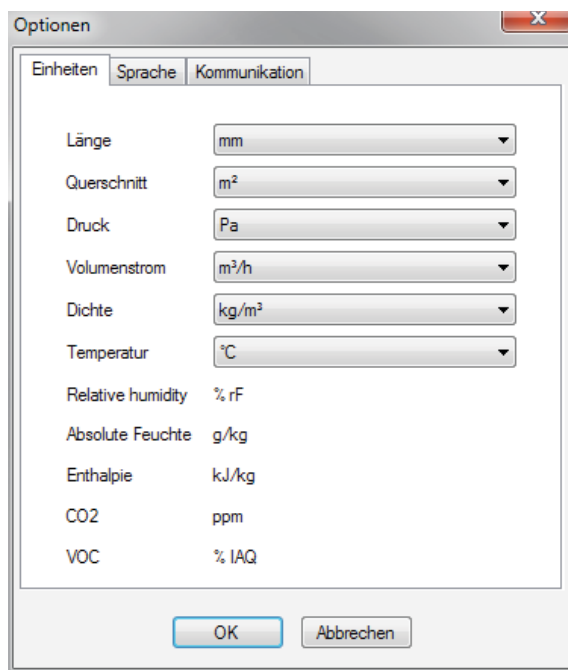 Optionen
Einheiten Sprache Kommunikation
Länge mm
Querschnitt m²
Druck Pa
Volumenstrom m³/h
Dichte kg/m³
Temperatur °C
Relative humidity % rF
Absolute Feuchte g/kg
Enthalpie kJ/kg
CO2 ppm
VOC % IAQ
OK Abbrechen